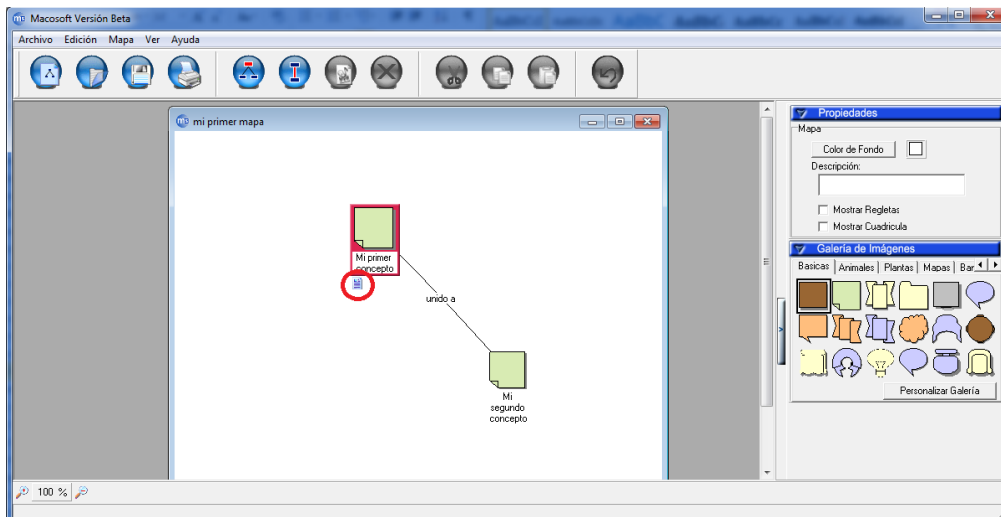 Macosoft Versión Beta
Archivo Edición Mapa Ver Ayuda
mi primer mapa
Mi primer
concepto
unido a
Mi
segundo
concepto
Propiedades
Mapa
Color de Fondo
Descripción:
Mostrar Regletas
Mostrar Cuadricula
Galería de Imágenes
Basicas Animales Plantas Mapas Bar
Personalizar Galería
100 %